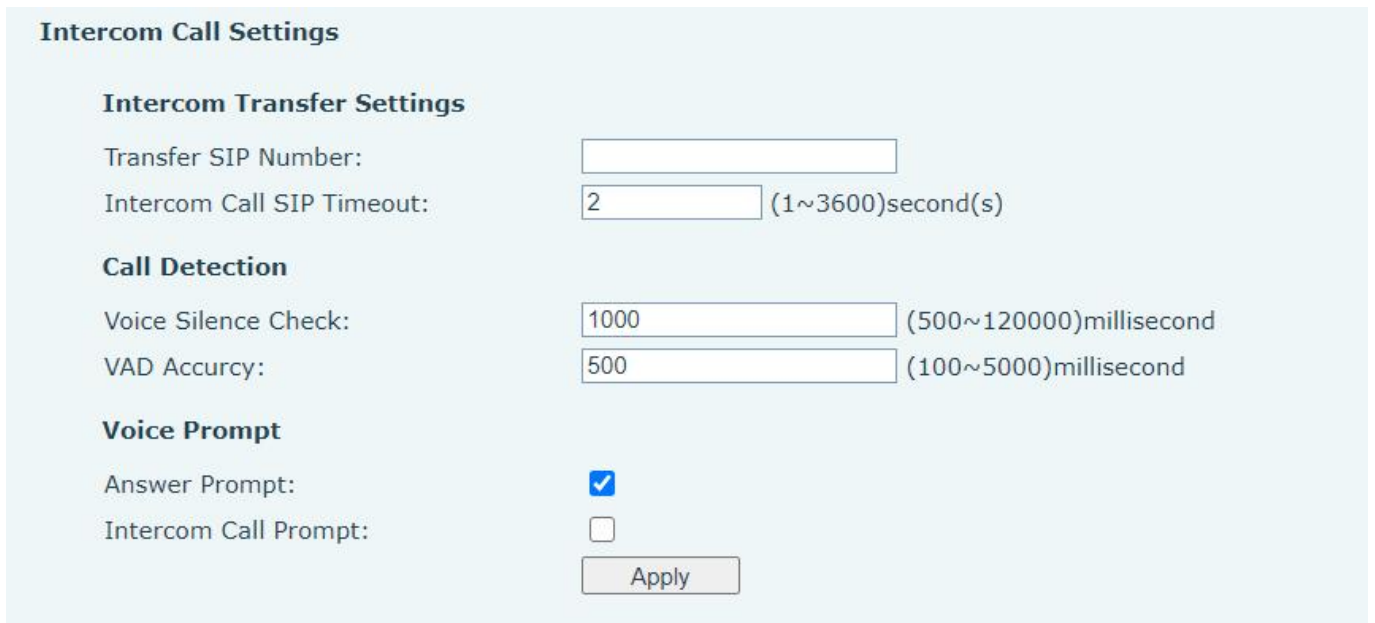 Intercom Call Settings
Intercom Transfer Settings
Transfer SIP Number:
Intercom Call SIP Timeout: 2 (1~3600)second(s)
Call Detection
Voice Silence Check: 1000 (500~120000)millisecond
VAD Accurcy: 500 (100~5000)millisecond
Voice Prompt
Answer Prompt:
Intercom Call Prompt:
Apply